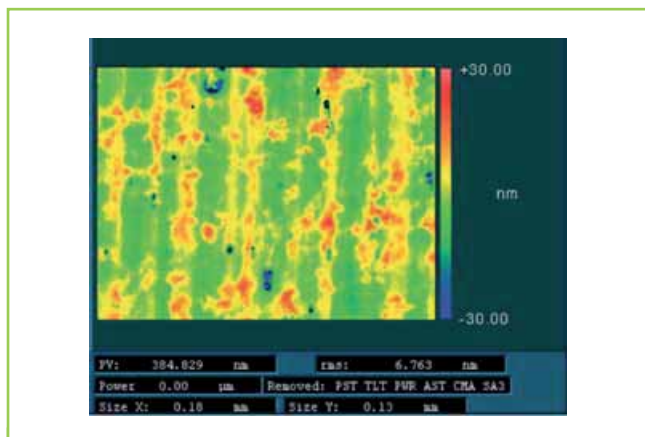 +30.00
nm
-30.00
PV: 384.829 nm rms: 6.763 nm
Power 0.00 µm Removed: PST TLT PWR AST CMA SA3
Size X: 0.18 mm Size Y: 0.13 mm